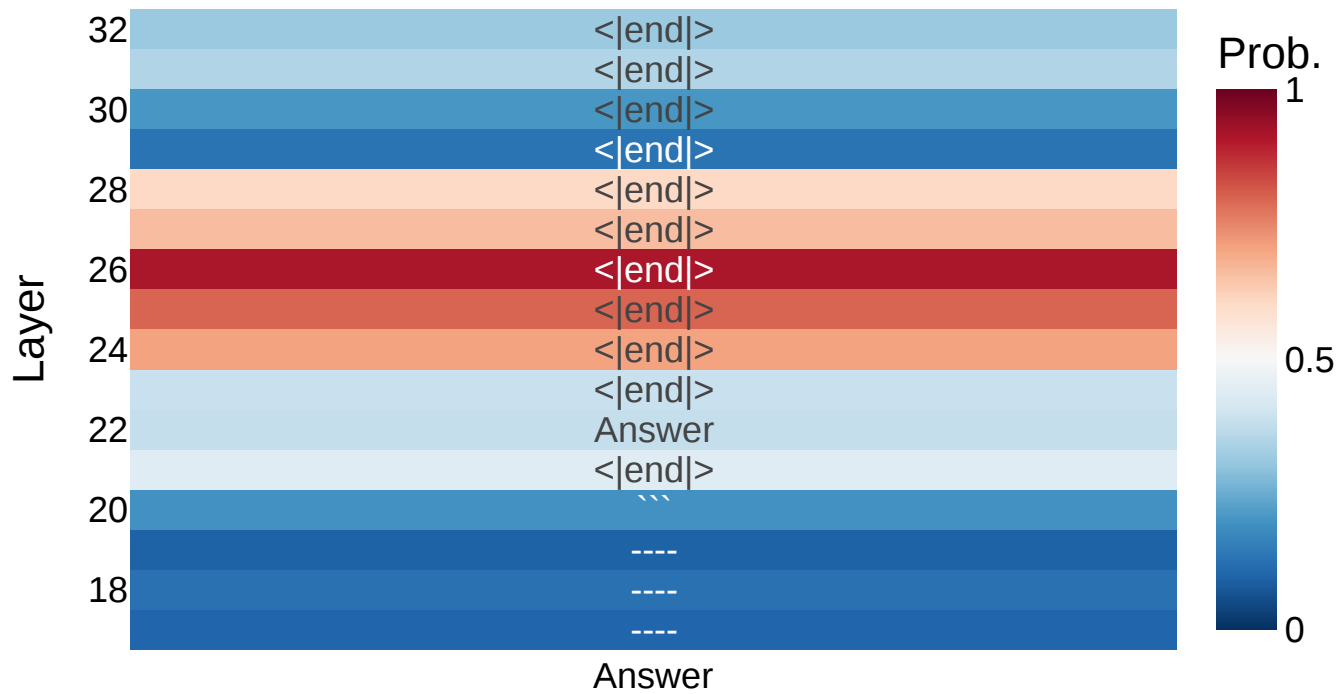 32 <|end|>
<|end|>
30 <|end|>
<|end|>
28 <|end|>
<|end|>
26 <|end|>
<|end|>
24 <|end|>
<|end|>
22 Answer
<|end|>
20 ```
----
18 ----
----
Answer
Layer
Prob.
1
0.5
0